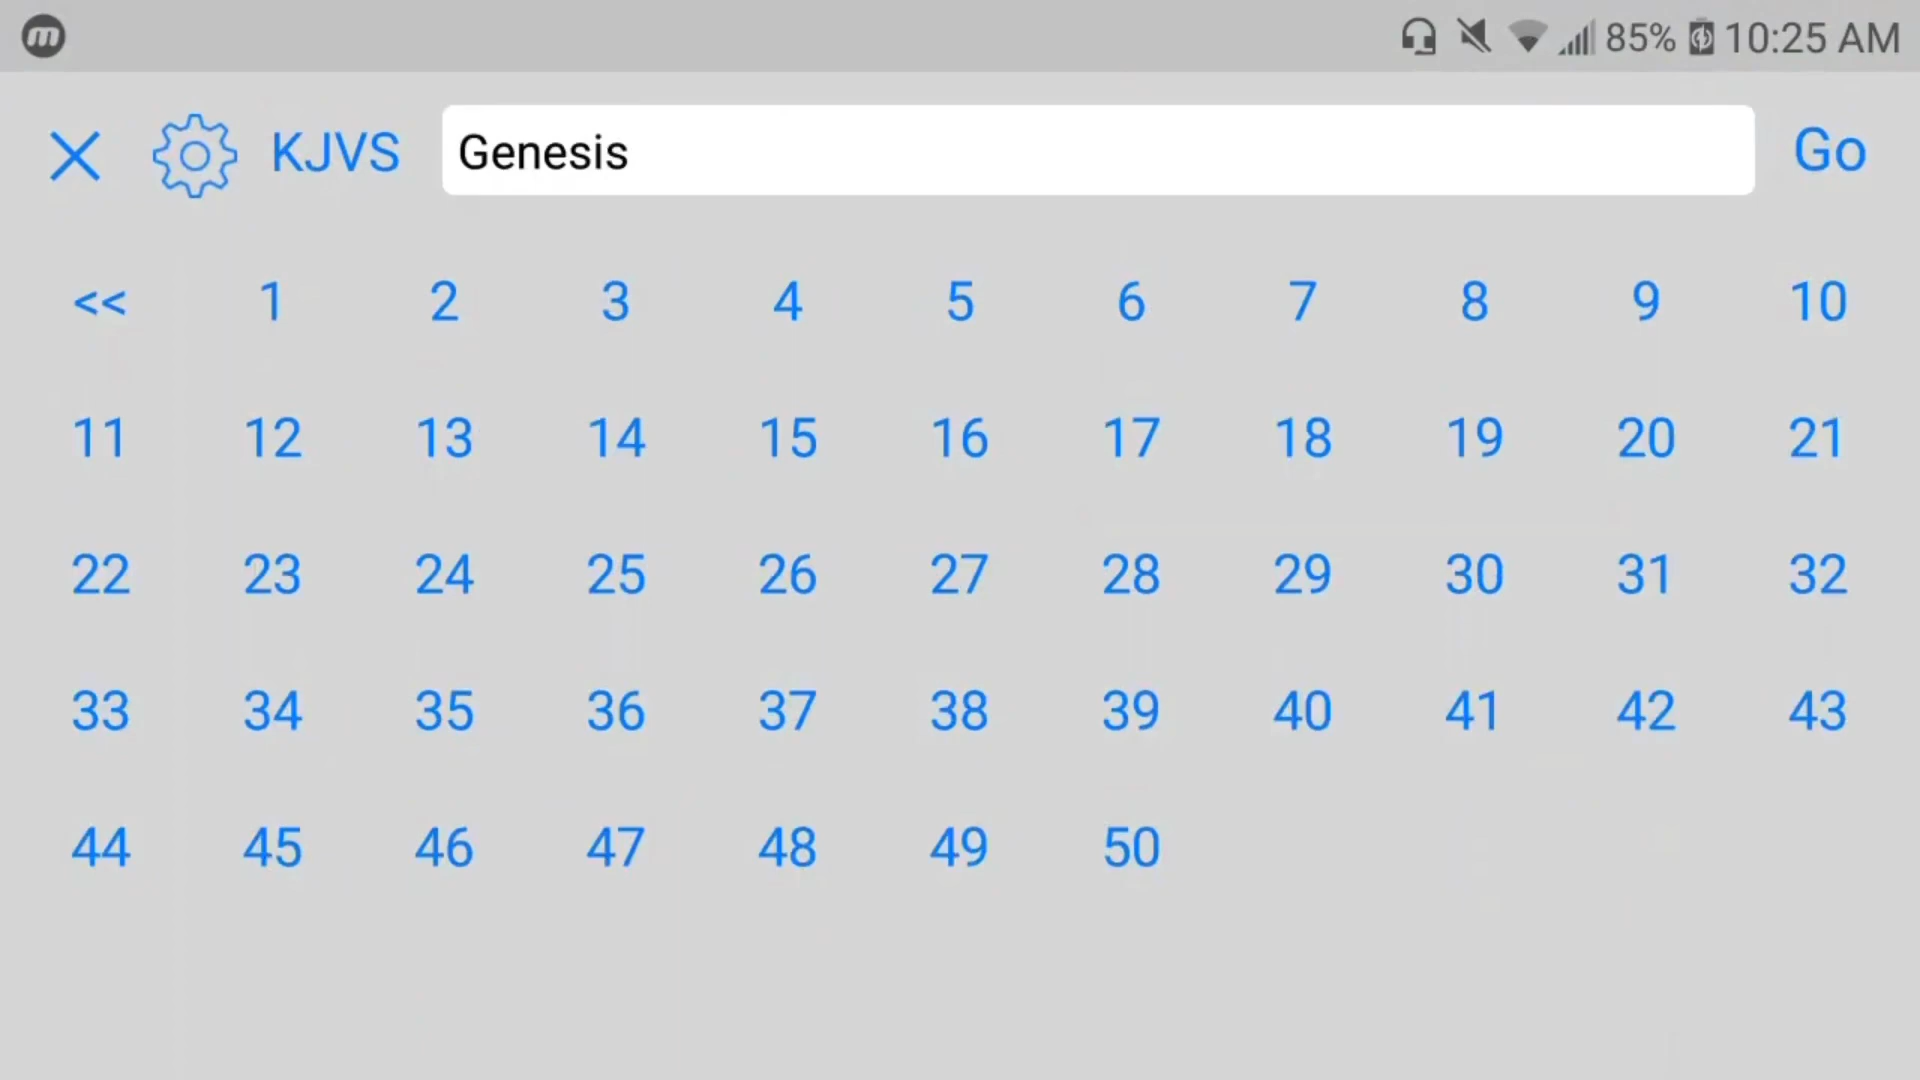 m 85% 10:25 AM
KJVS Genesis Go
<< 1 2 3 4 5 6 7 8 9 10
11 12 13 14 15 16 17 18 19 20 21
22 23 24 25 26 27 28 29 30 31 32
33 34 35 36 37 38 39 40 41 42 43
44 45 46 47 48 49 50